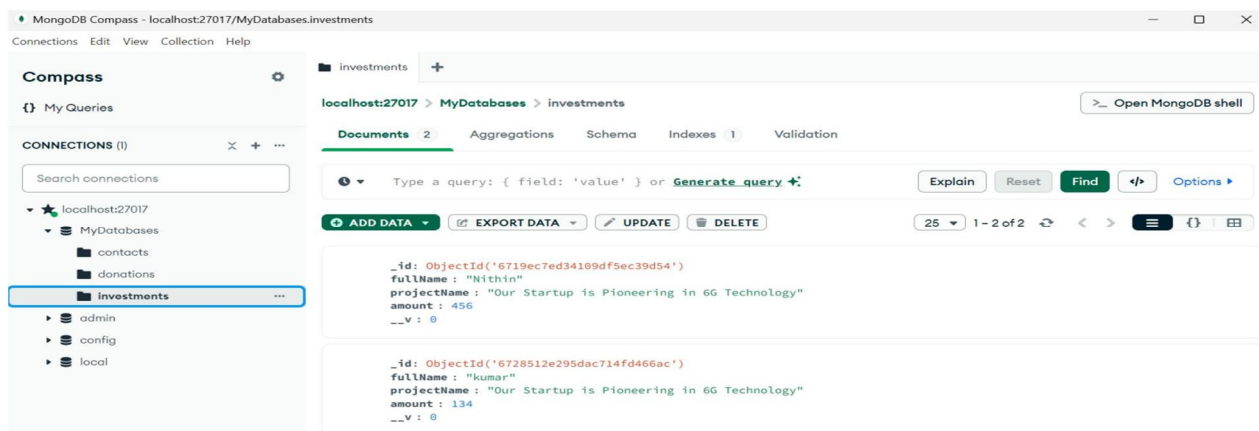 MongoDB Compass - localhost:27017/MyDatabases.investments
Connections Edit View Collection Help
Compass
{} My Queries
CONNECTIONS (1)
Search connections
localhost:27017
MyDatabases
contacts
donations
investments
admin
config
local
investments
localhost:27017 > MyDatabases > investments
>_ Open MongoDB shell
Documents 2 Aggregations Schema Indexes 1 Validation
Type a query: { field: 'value' } or Generate query
Explain Reset Find </> Options
ADD DATA EXPORT DATA UPDATE DELETE
25 1 – 2 of 2 < > {}
_id: ObjectId('6719ec7ed34109df5ec39d54')
fullName : "Nithin"
projectName : "Our Startup is Pioneering in 6G Technology"
amount : 456
__v : 0
_id: ObjectId('6728512e295dac714fd466ac')
fullName : "kumar"
projectName : "Our Startup is Pioneering in 6G Technology"
amount : 134
__v : 0